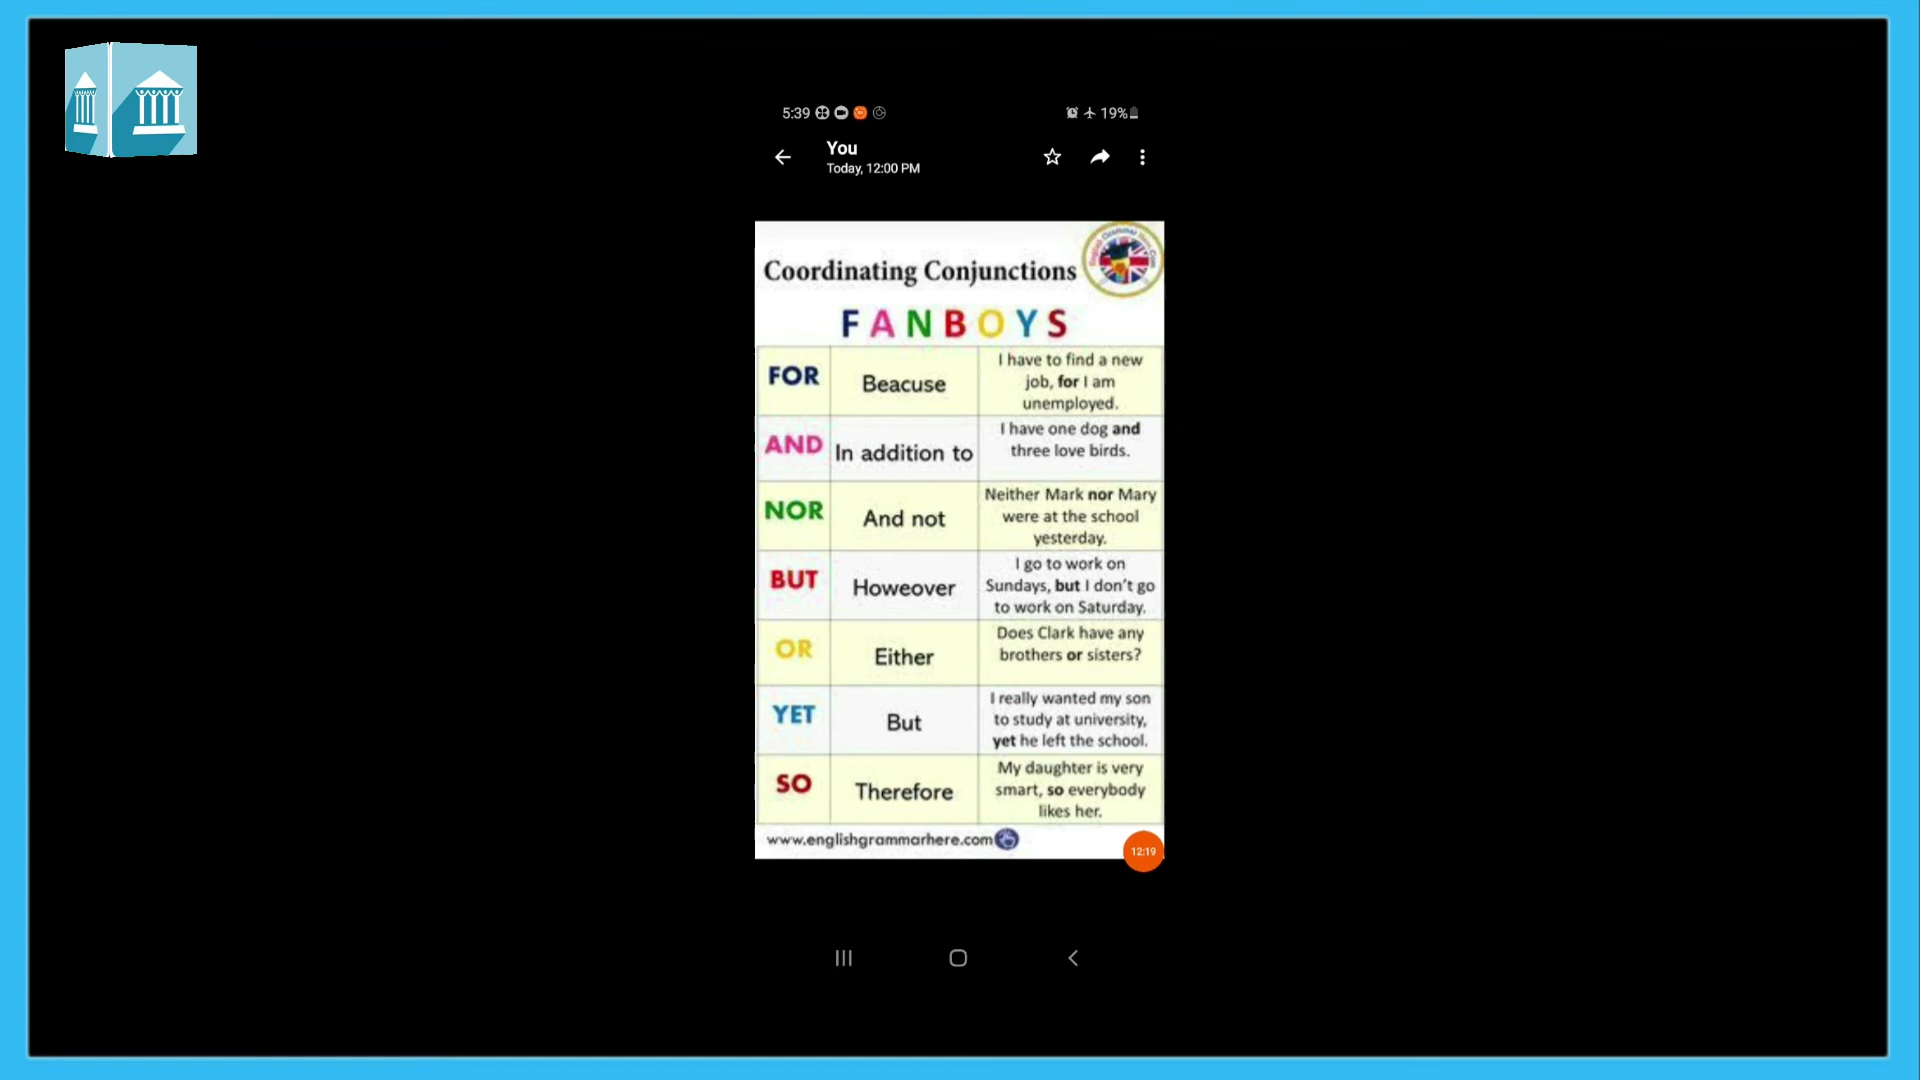 5:39
19%
You
Today, 12:00 PM
Coordinating Conjunctions
English Grammar Here.Com
FANBOYS
FOR
Beacuse
I have to find a new
job, for I am
unemployed.
AND
In addition to
I have one dog and
three love birds.
NOR
And not
Neither Mark nor Mary
were at the school
yesterday.
BUT
Howeover
I go to work on
Sundays, but I don't go
to work on Saturday.
OR
Either
Does Clark have any
brothers or sisters?
YET
But
I really wanted my son
to study at university,
yet he left the school.
SO
Therefore
My daughter is very
smart, so everybody
likes her.
www.englishgrammarhere.com
12:19